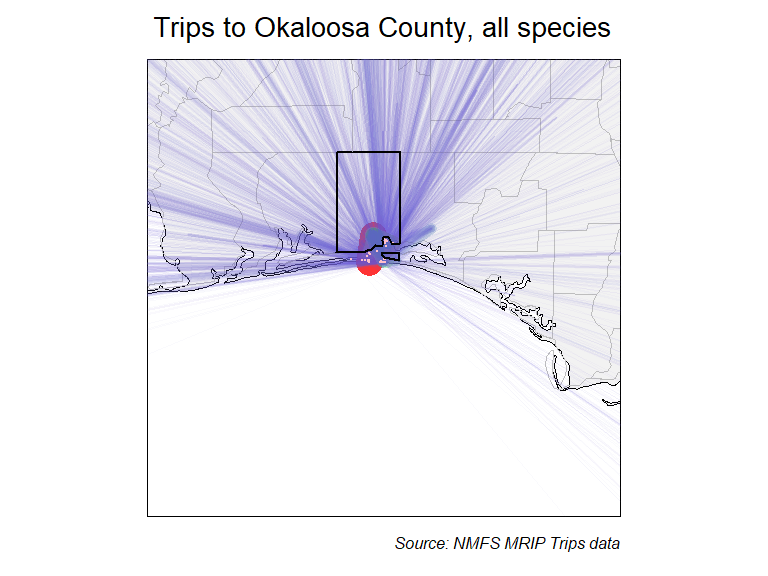 Trips to Okaloosa County, all species
Source: NMFS MRIP Trips data